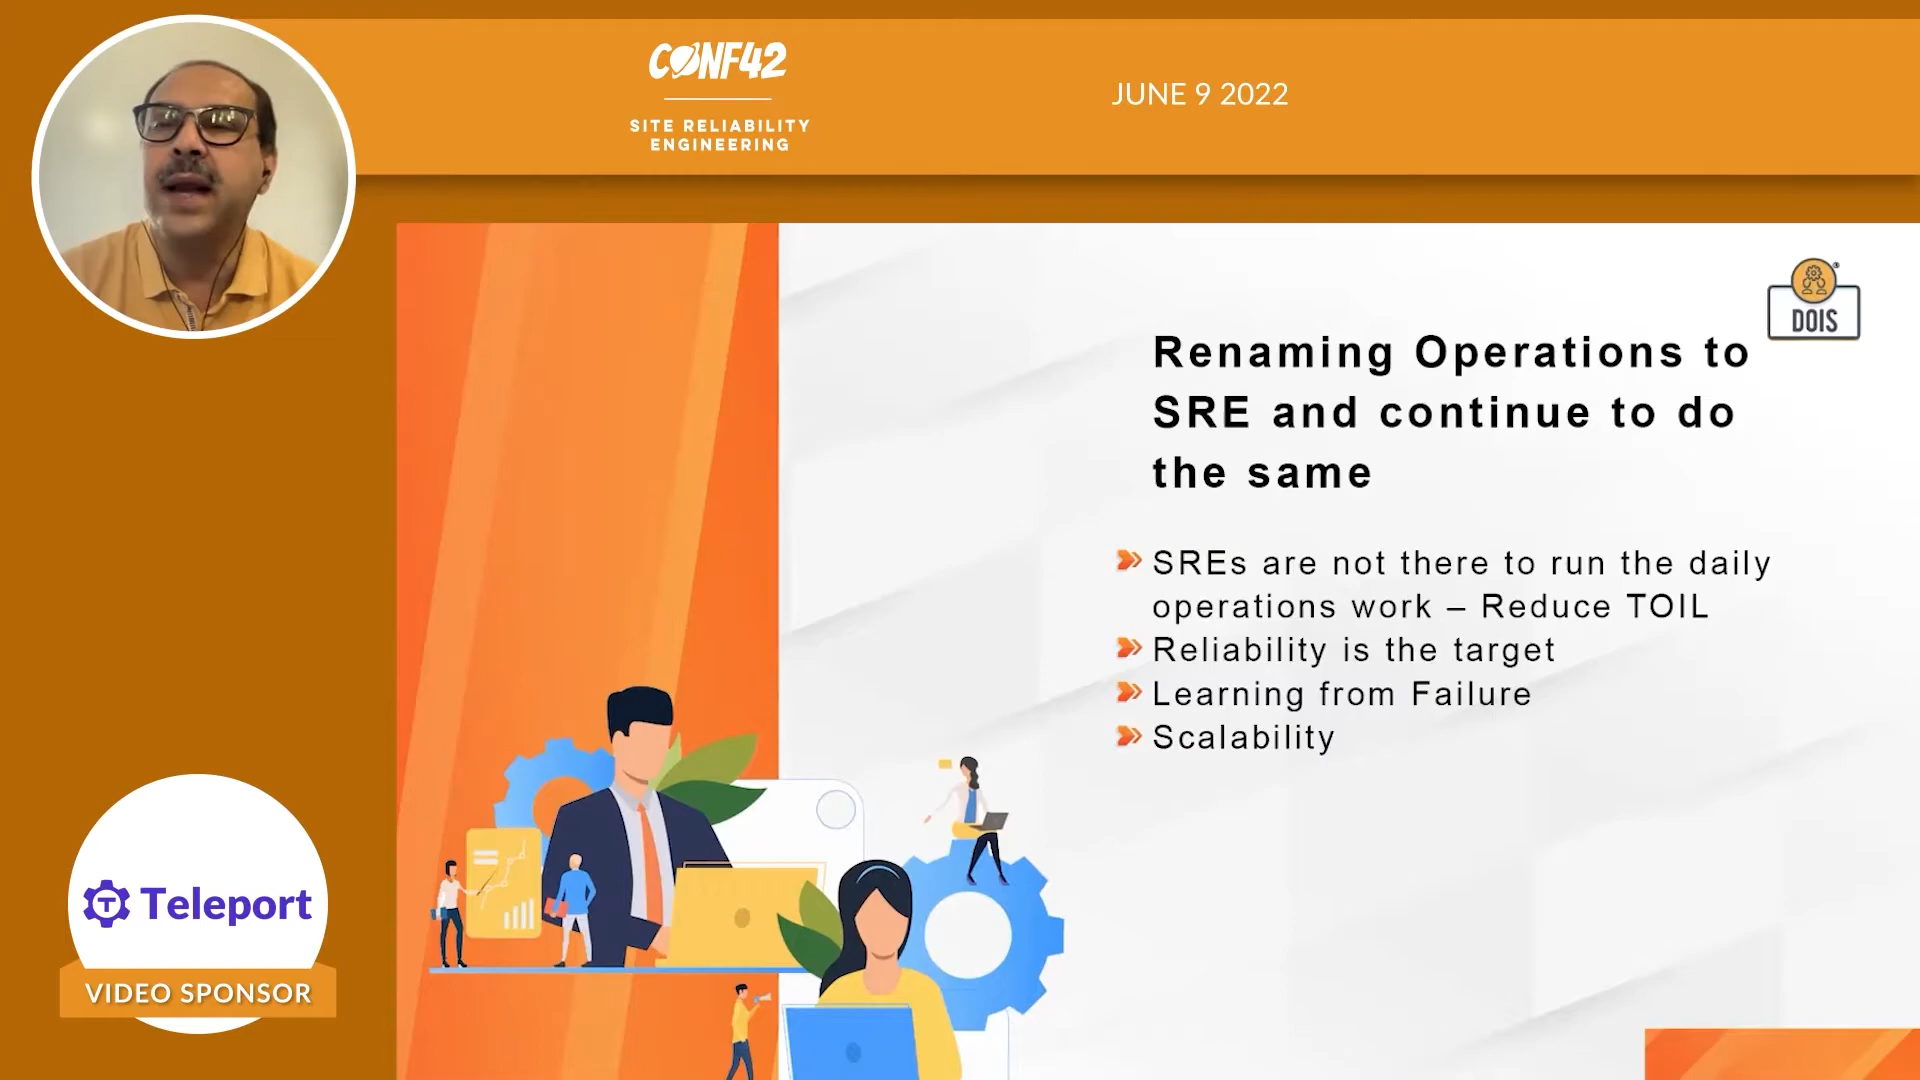 CONF42
SITE RELIABILITY
ENGINEERING
JUNE 9 2022
DOIS
Renaming Operations to
SRE and continue to do
the same
SREs are not there to run the daily
operations work – Reduce TOIL
Reliability is the target
Learning from Failure
Scalability
Teleport
VIDEO SPONSOR